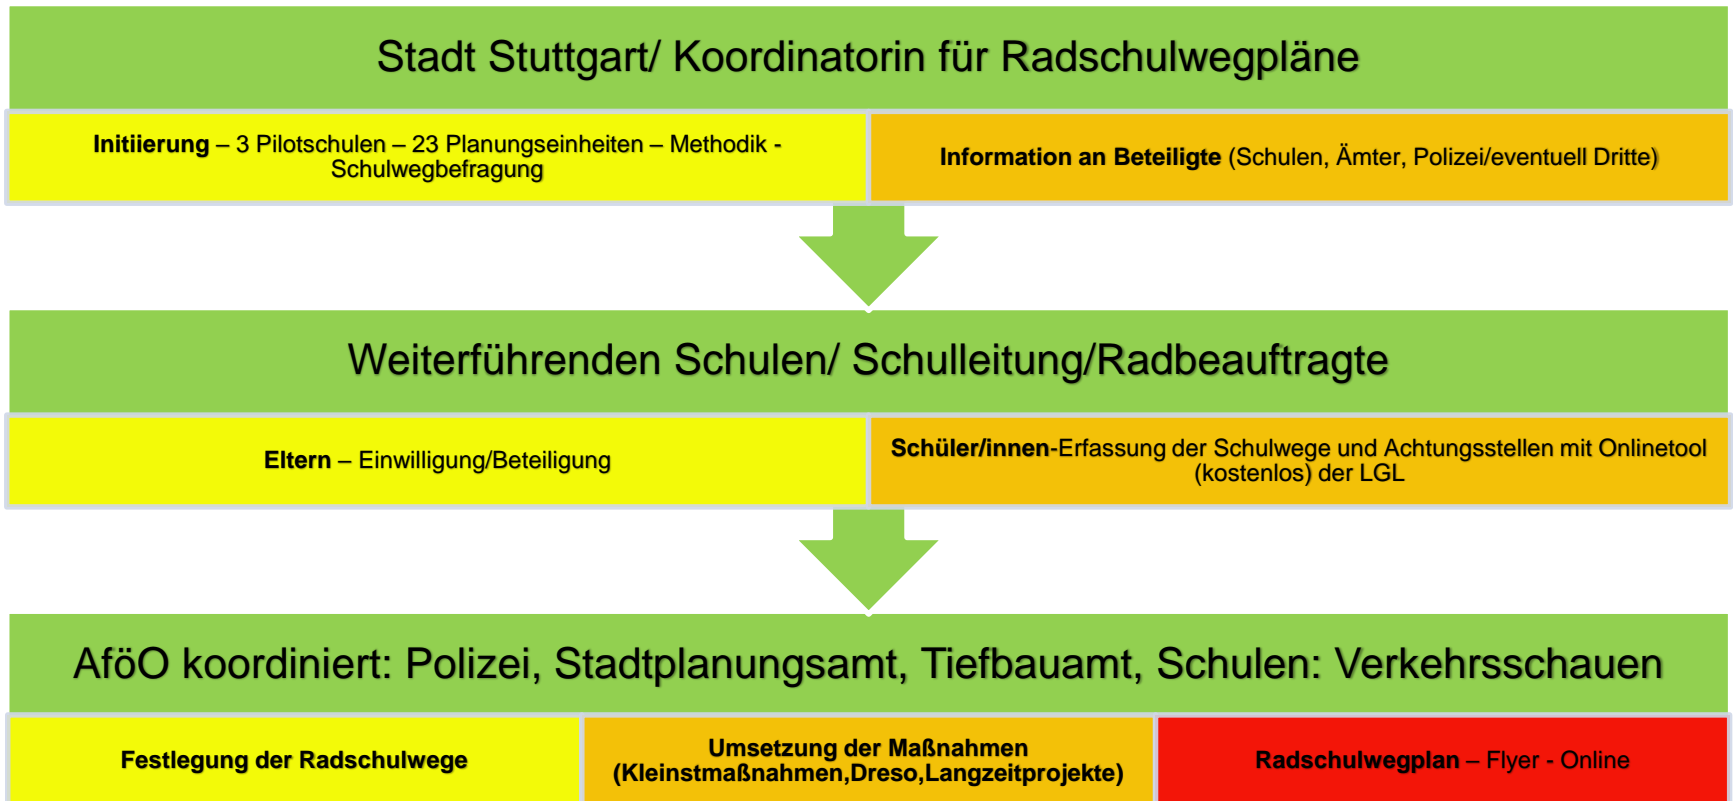 Stadt Stuttgart/ Koordinatorin für Radschulwegpläne
Initiierung – 3 Pilotschulen – 23 Planungseinheiten – Methodik -
Schulwegbefragung
Information an Beteiligte (Schulen, Ämter, Polizei/eventuell Dritte)
Weiterführenden Schulen/ Schulleitung/Radbeauftragte
Eltern – Einwilligung/Beteiligung
Schüler/innen-Erfassung der Schulwege und Achtungsstellen mit Onlinetool
(kostenlos) der LGL
AföO koordiniert: Polizei, Stadtplanungsamt, Tiefbauamt, Schulen: Verkehrsschauen
Festlegung der Radschulwege
Umsetzung der Maßnahmen
(Kleinstmaßnahmen,Dreso,Langzeitprojekte)
Radschulwegplan – Flyer - Online